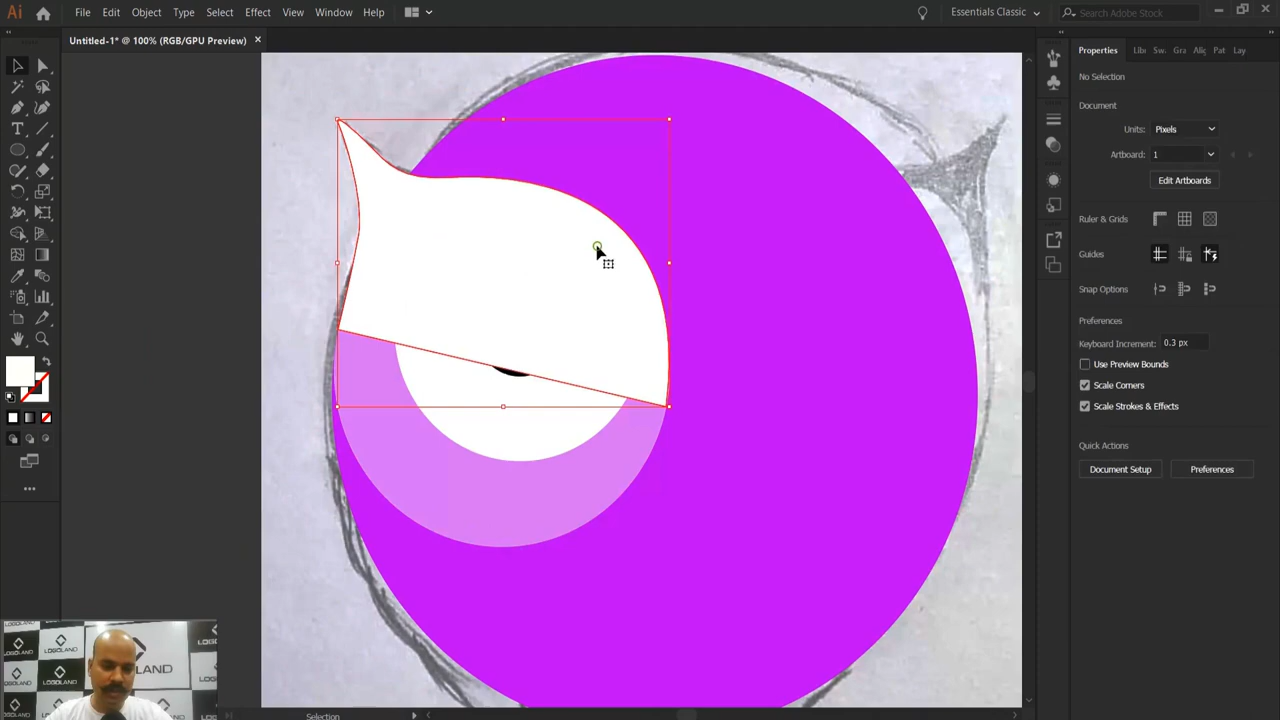 Ai File Edit Object Type Select Effect View Window Help Essentials Classic Search Adobe Stock
Untitled-1* @ 100% (RGB/GPU Preview)
Properties Libr Sw. Gra Alig Pat Lay
No Selection
Document
Units: Pixels
Artboard: 1
Edit Artboards
Ruler & Grids
Guides
Snap Options
Preferences
Keyboard Increment: 0.3 px
Use Preview Bounds
Scale Corners
Scale Strokes & Effects
Quick Actions
Document Setup Preferences
LOGOLAND
Selection